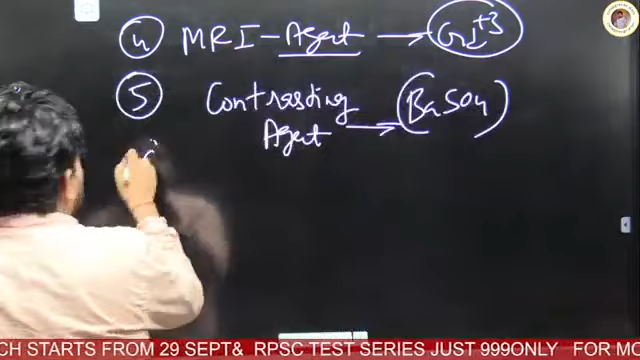 4 MRI - Agent → Gd+3
5 Contrasting
Agent → BaSO4
CH STARTS FROM 29 SEPT& RPSC TEST SERIES JUST 999ONLY FOR MO